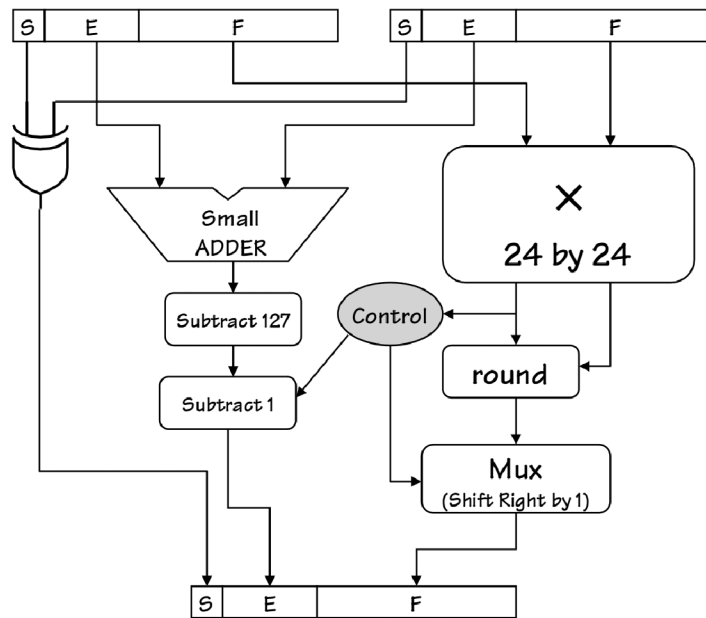 S E F
S E F
Small
ADDER
×
24 by 24
Subtract 127
Control
round
Subtract 1
Mux
(Shift Right by 1)
S E F